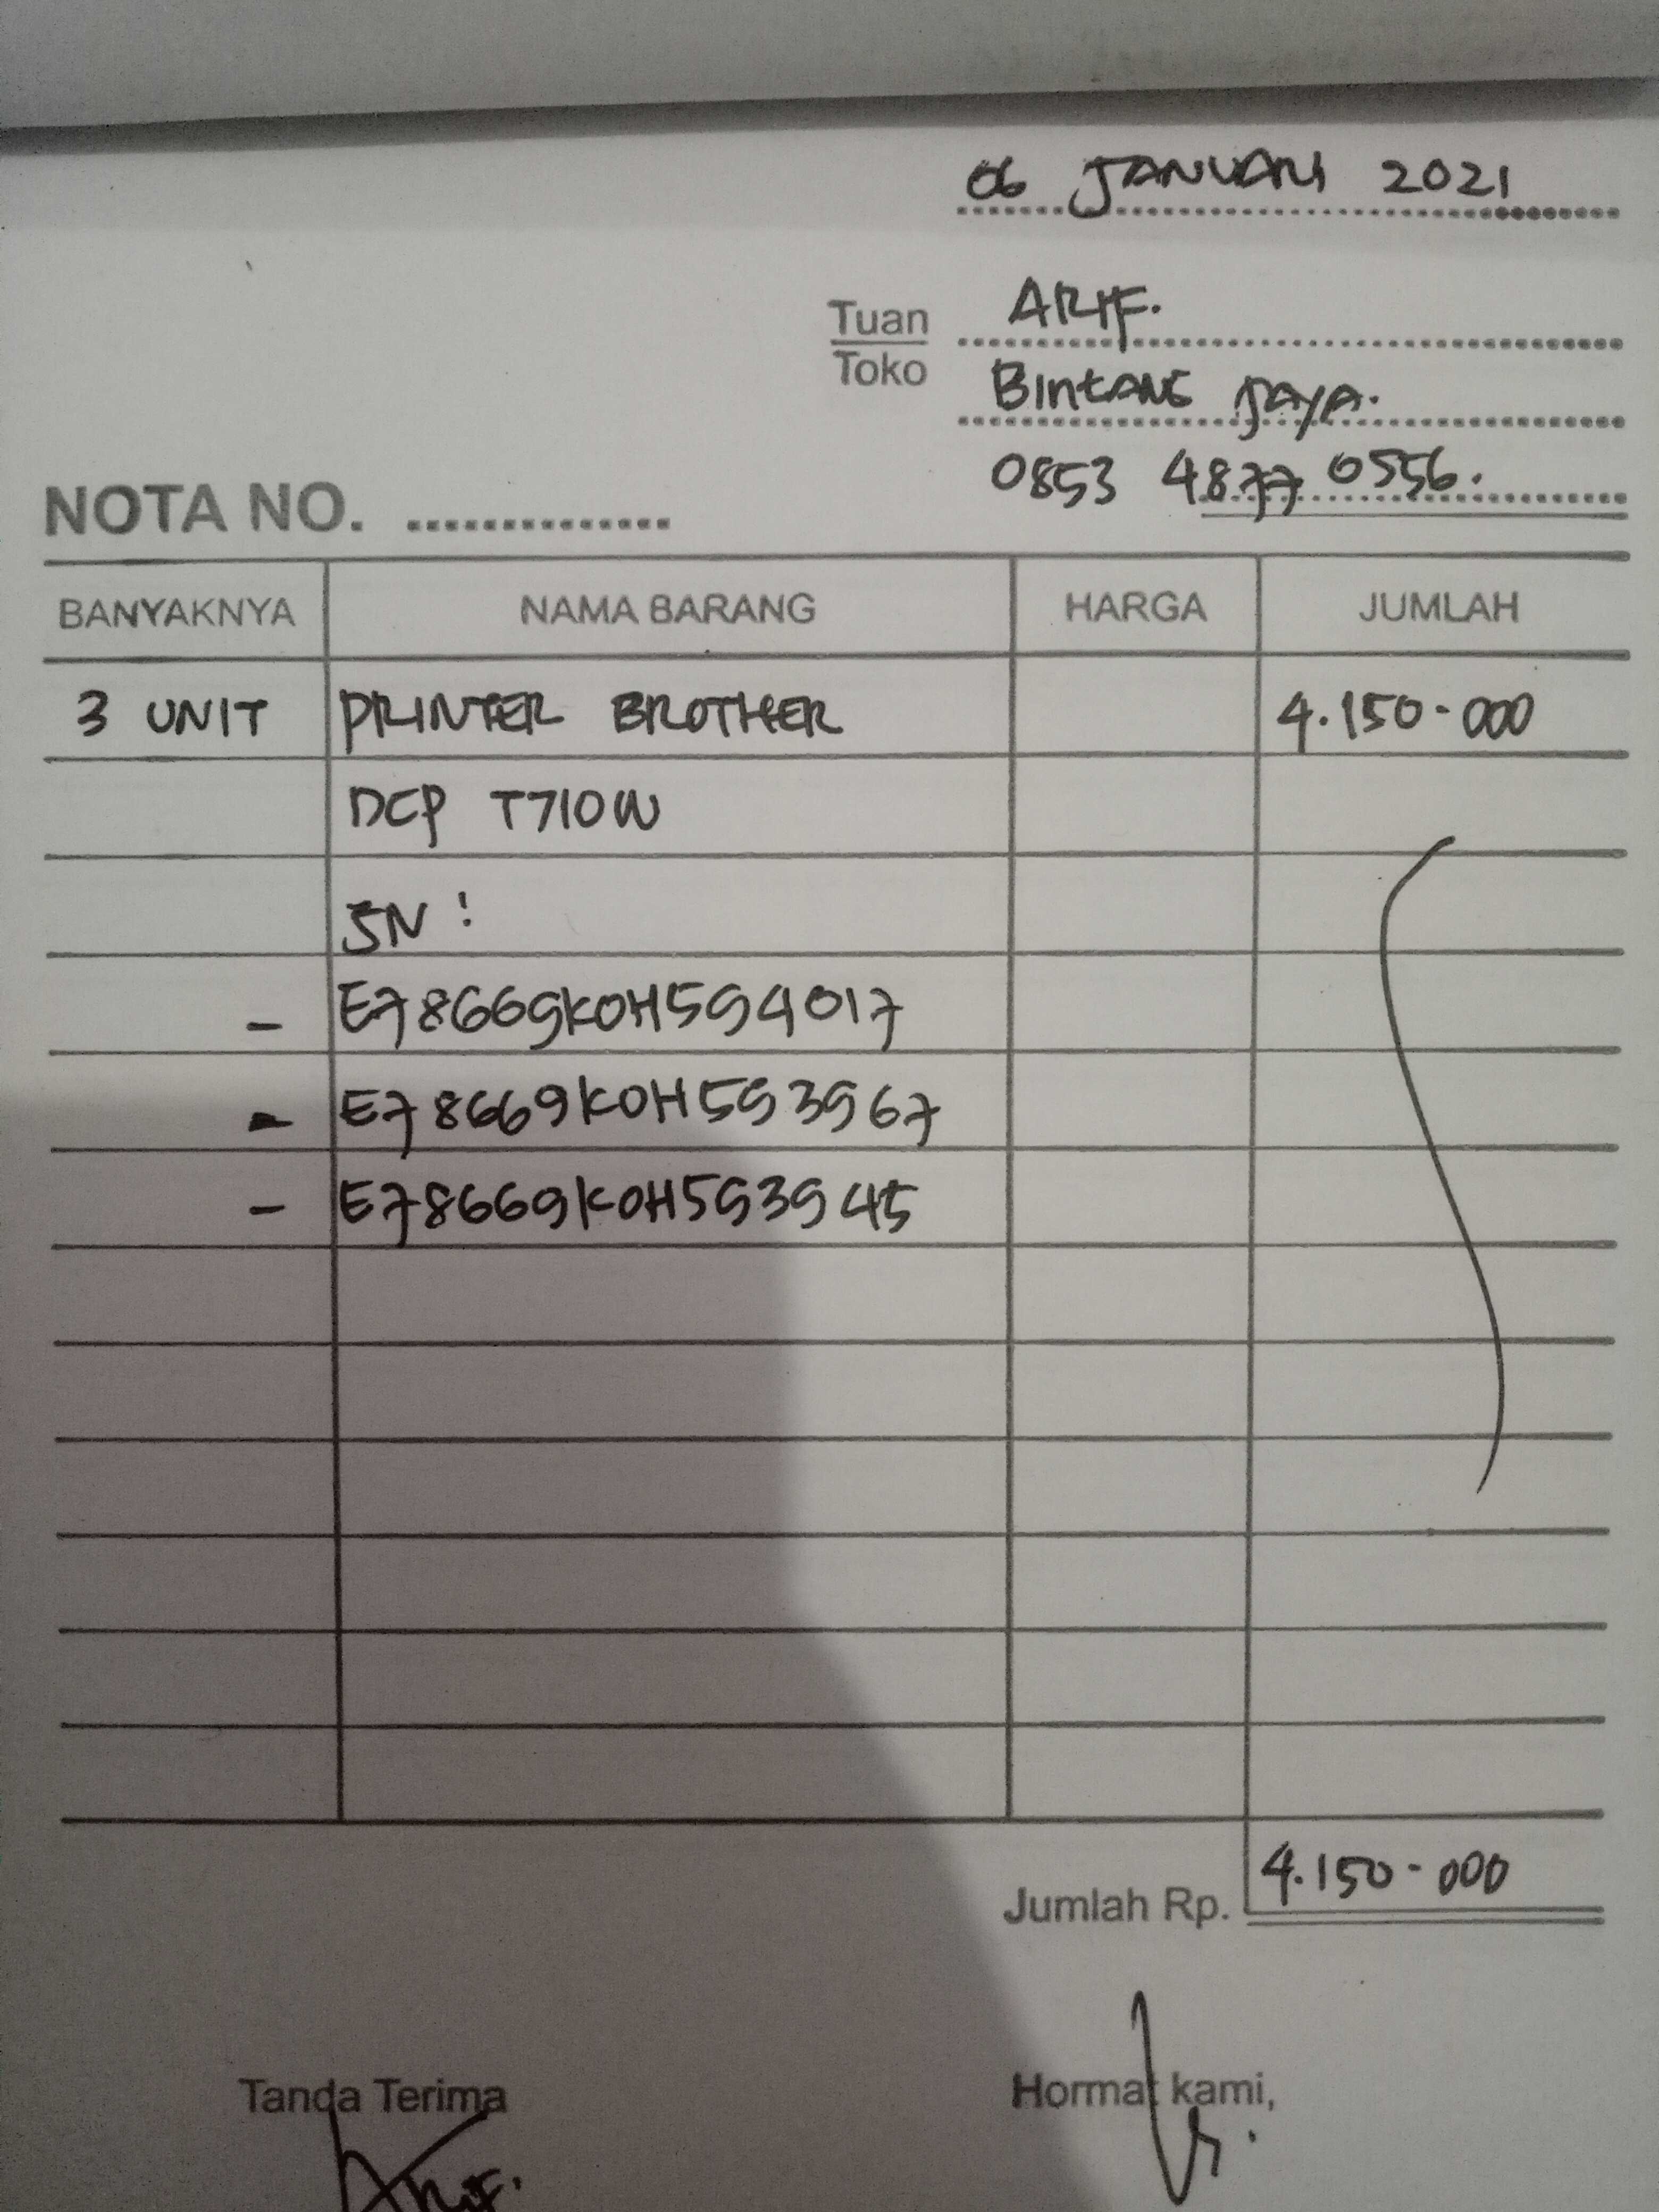 06 JANUARI 2021
Tuan ARIF.
Toko Bintang Jaya.
0853 4877 0556.
NOTA NO. ..............
BANYAKNYA NAMA BARANG HARGA JUMLAH
3 UNIT PRINTER BROTHER 4.150.000
DCP T710W
SN :
- E78669K0H594017
- E78669K0H593967
- E78669K0H593945
Jumlah Rp. 4.150.000
Tanda Terima Hormat kami,
Arif.